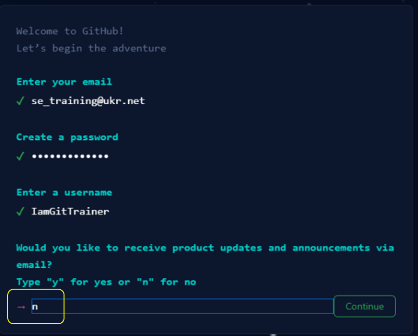 Welcome to GitHub!
Let’s begin the adventure
Enter your email
✓ se_training@ukr.net
Create a password
✓ •••••••••••••
Enter a username
✓ IamGitTrainer
Would you like to receive product updates and announcements via
email?
Type "y" for yes or "n" for no
→ n Continue